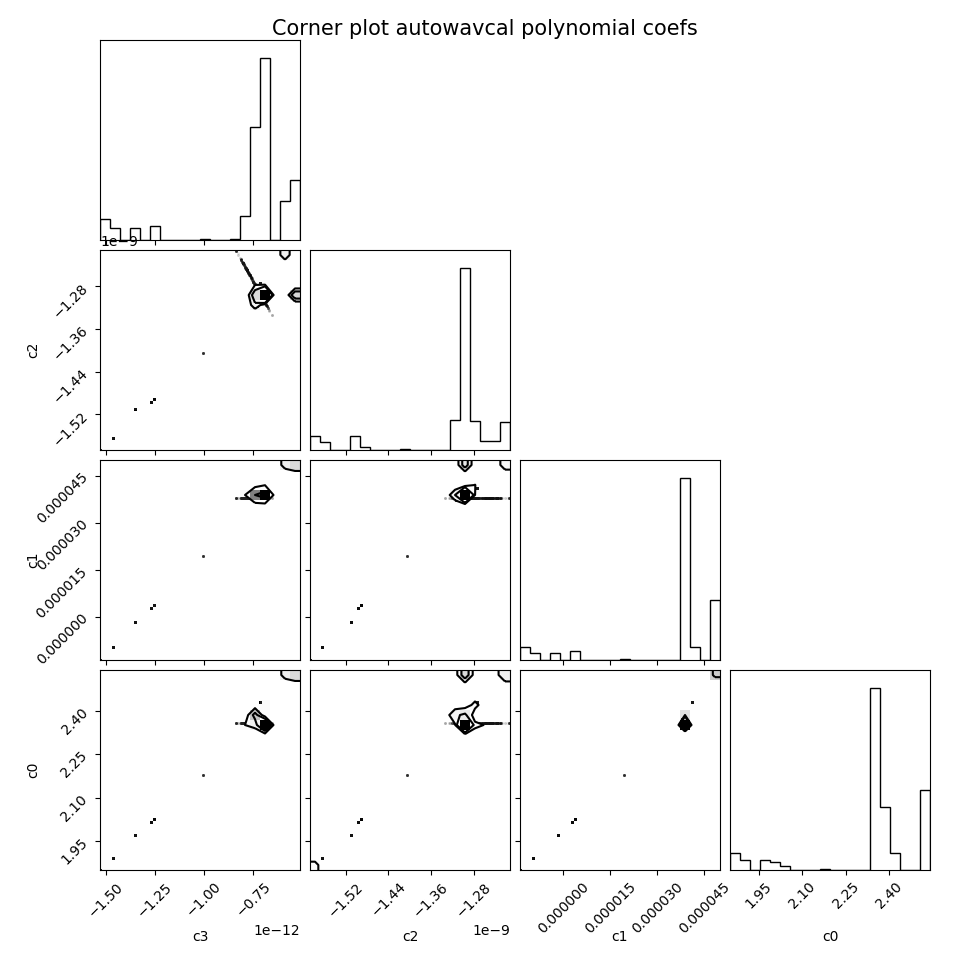 Corner plot autowavcal polynomial coefs
1e−9
−1.28
−1.36
−1.44
−1.52
c2
0.000045
0.000030
0.000015
0.000000
c1
2.40
2.25
2.10
1.95
c0
−1.50 −1.25 −1.00 −0.75 −1.52 −1.44 −1.36 −1.28 0.000000 0.000015 0.000030 0.000045 1.95 2.10 2.25 2.40
1e−12 1e−9
c3 c2 c1 c0